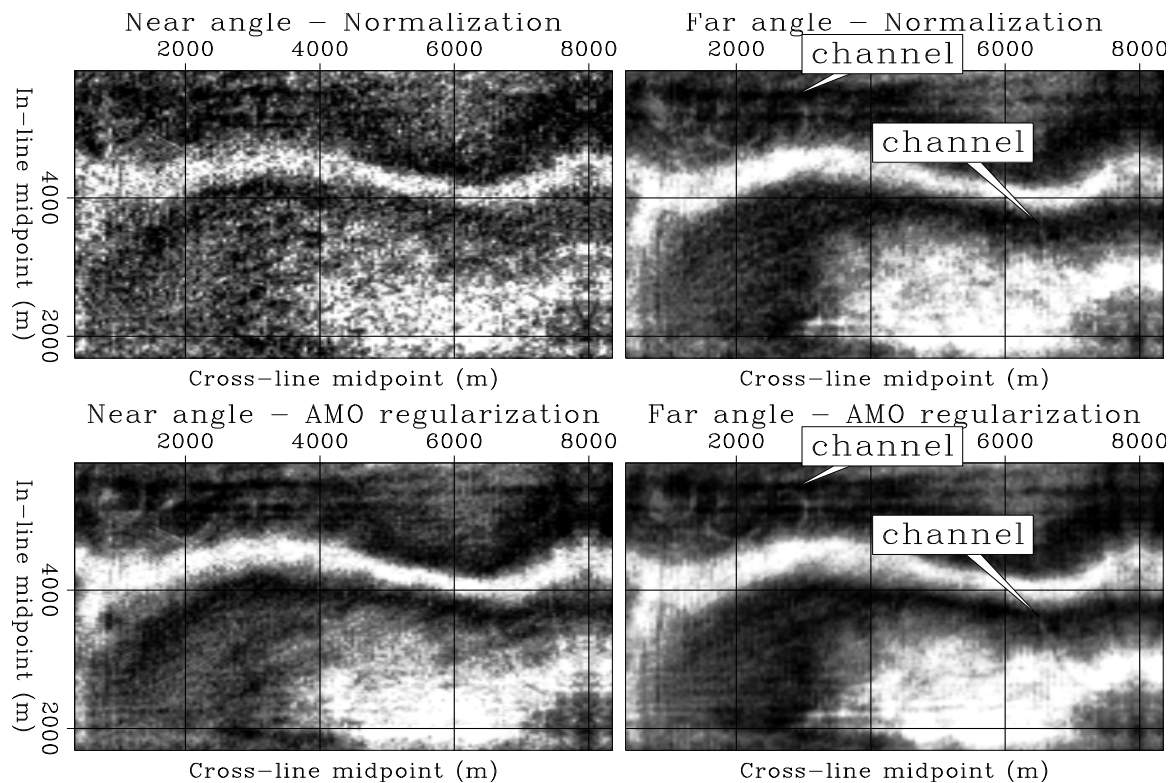 Near angle − Normalization
2000 4000 6000 8000
In−line midpoint (m)
4000
2000
Cross−line midpoint (m)
Far angle − Normalization
2000 6000 8000
channel
channel
Cross−line midpoint (m)
Near angle − AMO regularization
2000 4000 6000 8000
In−line midpoint (m)
4000
2000
Cross−line midpoint (m)
Far angle − AMO regularization
2000 6000 8000
channel
channel
Cross−line midpoint (m)